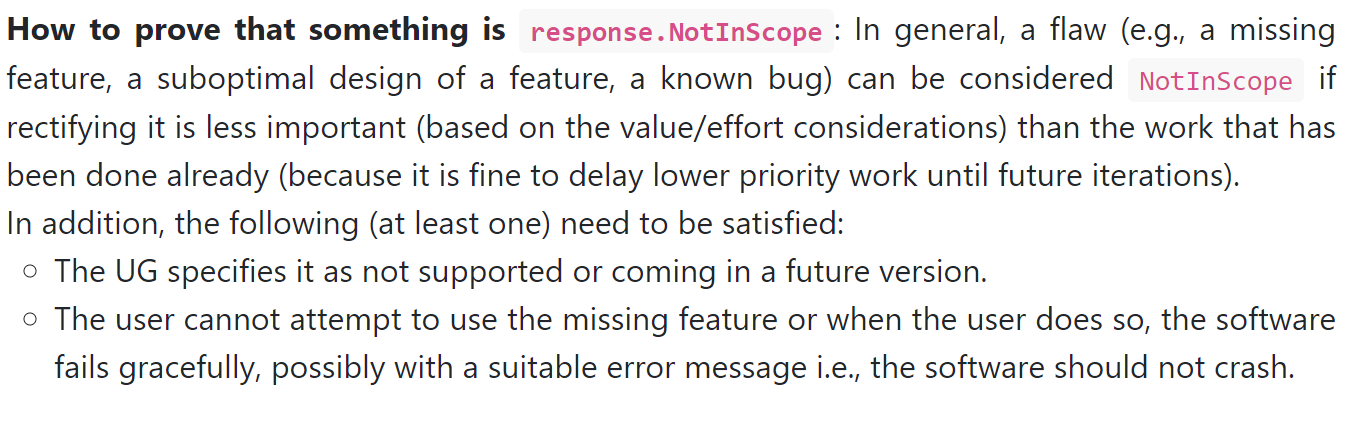 How to prove that something is response.NotInScope: In general, a flaw (e.g., a missing
feature, a suboptimal design of a feature, a known bug) can be considered NotInScope if
rectifying it is less important (based on the value/effort considerations) than the work that has
been done already (because it is fine to delay lower priority work until future iterations).
In addition, the following (at least one) need to be satisfied:
○ The UG specifies it as not supported or coming in a future version.
○ The user cannot attempt to use the missing feature or when the user does so, the software
fails gracefully, possibly with a suitable error message i.e., the software should not crash.